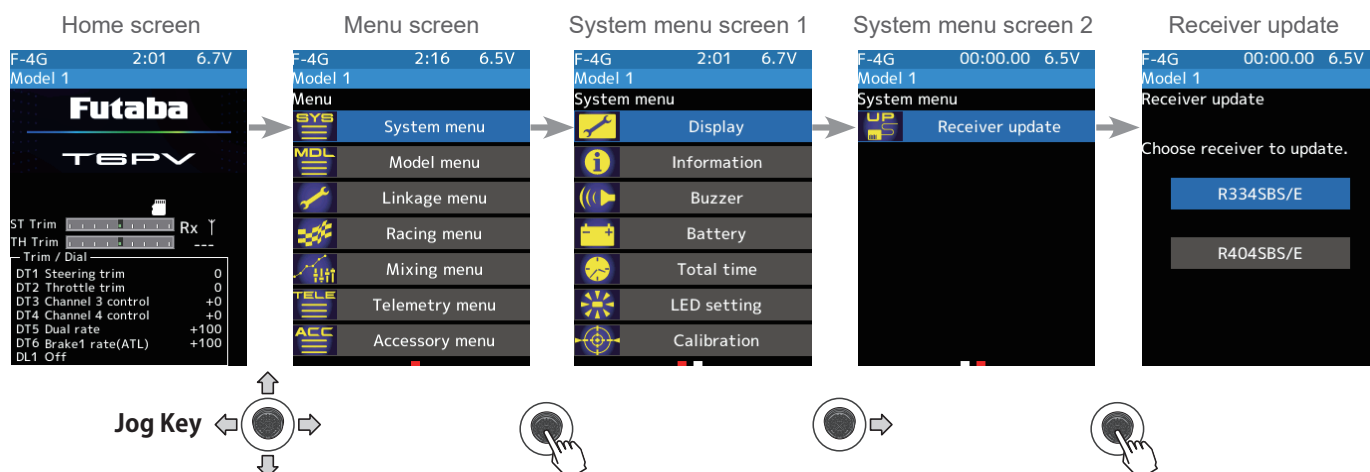 Home screen
F-4G 2:01 6.7V
Model 1
Futaba
T6PV
ST Trim Rx
TH Trim ---
Trim / Dial
DT1 Steering trim 0
DT2 Throttle trim 0
DT3 Channel 3 control +0
DT4 Channel 4 control +0
DT5 Dual rate +100
DT6 Brake1 rate(ATL) +100
DL1 Off
Menu screen
F-4G 2:16 6.5V
Model 1
Menu
SYS System menu
MDL Model menu
Linkage menu
Racing menu
Mixing menu
TELE Telemetry menu
ACC Accessory menu
System menu screen 1
F-4G 2:01 6.7V
Model 1
System menu
Display
Information
Buzzer
Battery
Total time
LED setting
Calibration
System menu screen 2
F-4G 00:00.00 6.5V
Model 1
System menu
UP Receiver update
Receiver update
F-4G 00:00.00 6.5V
Model 1
Receiver update
Choose receiver to update.
R334SBS/E
R404SBS/E
Jog Key